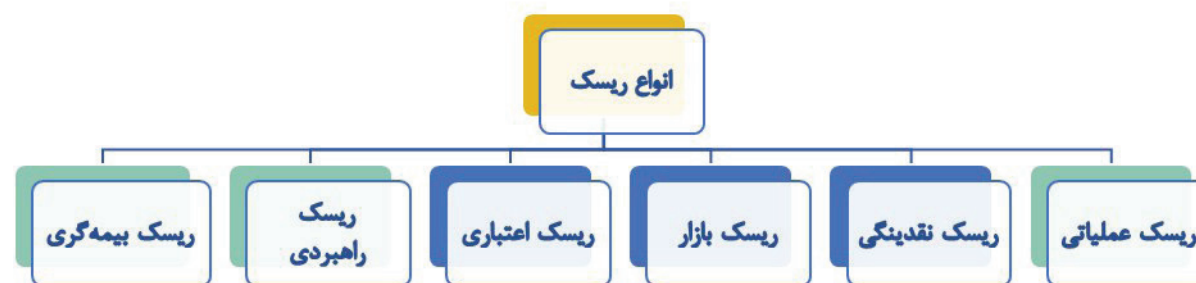 انواع ریسک
ریسک عملیاتی
ریسک نقدینگی
ریسک بازار
ریسک اعتباری
ریسک
راهبردی
ریسک بیمه‌گری